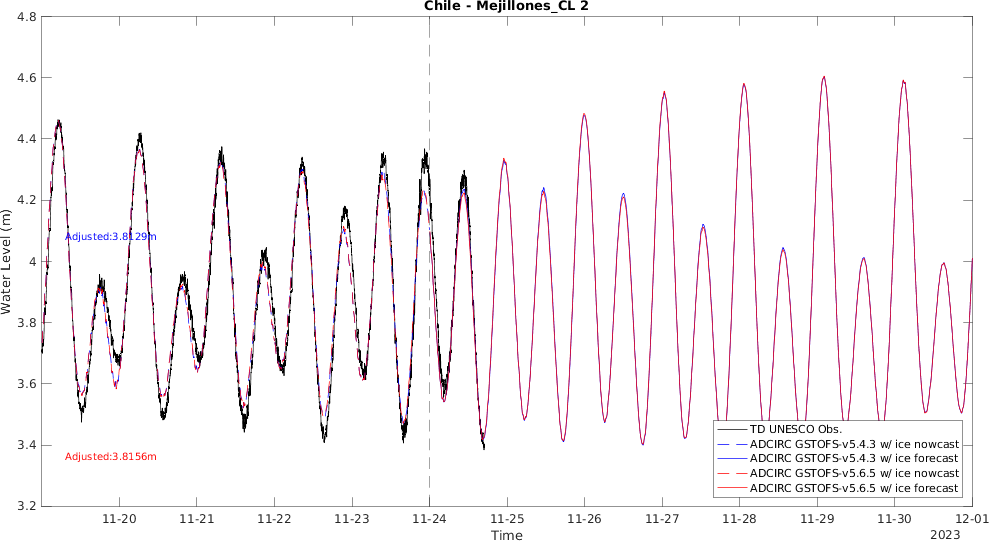 Chile - Mejillones_CL 2
4.8
4.6
4.4
4.2
4
3.8
3.6
3.4
3.2
Water Level (m)
Adjusted:3.8129m
Adjusted:3.8156m
TD UNESCO Obs.
ADCIRC GSTOFS-v5.4.3 w/ ice nowcast
ADCIRC GSTOFS-v5.4.3 w/ ice forecast
ADCIRC GSTOFS-v5.6.5 w/ ice nowcast
ADCIRC GSTOFS-v5.6.5 w/ ice forecast
11-20 11-21 11-22 11-23 11-24 11-25 11-26 11-27 11-28 11-29 11-30 12-01
Time
2023